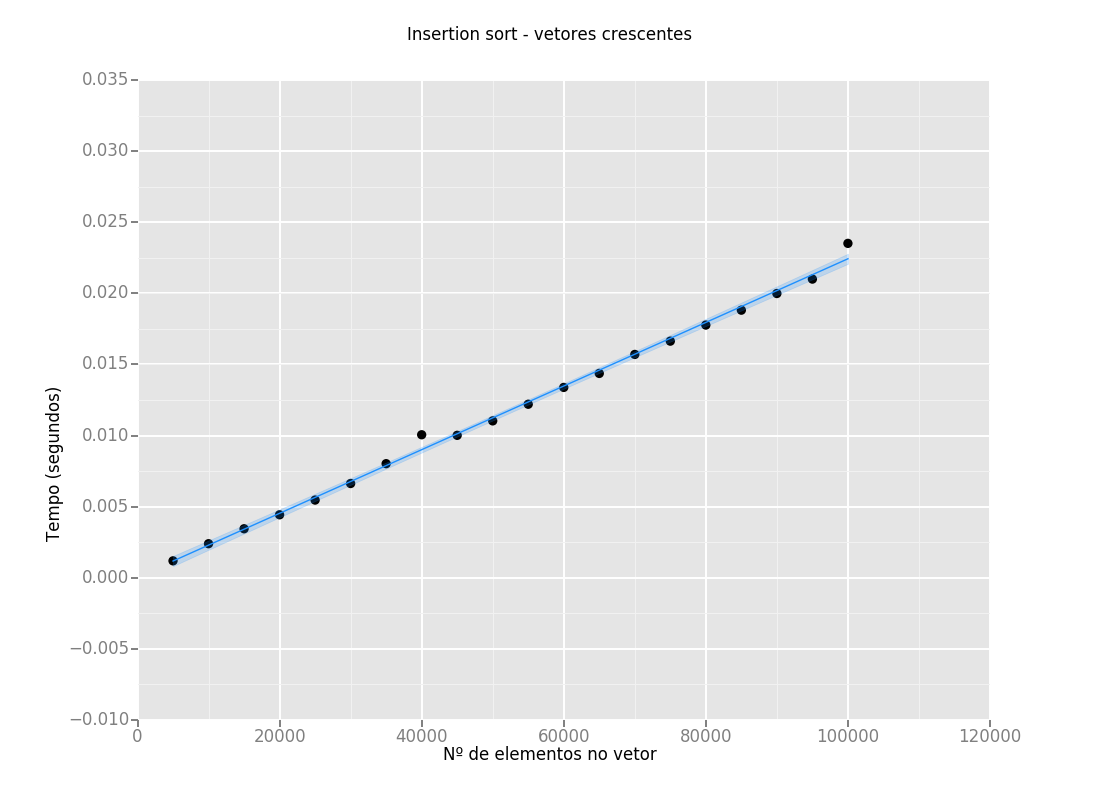 Insertion sort - vetores crescentes
0.035
0.030
0.025
0.020
0.015
0.010
0.005
0.000
−0.005
−0.010
Tempo (segundos)
0 20000 40000 60000 80000 100000 120000
Nº de elementos no vetor